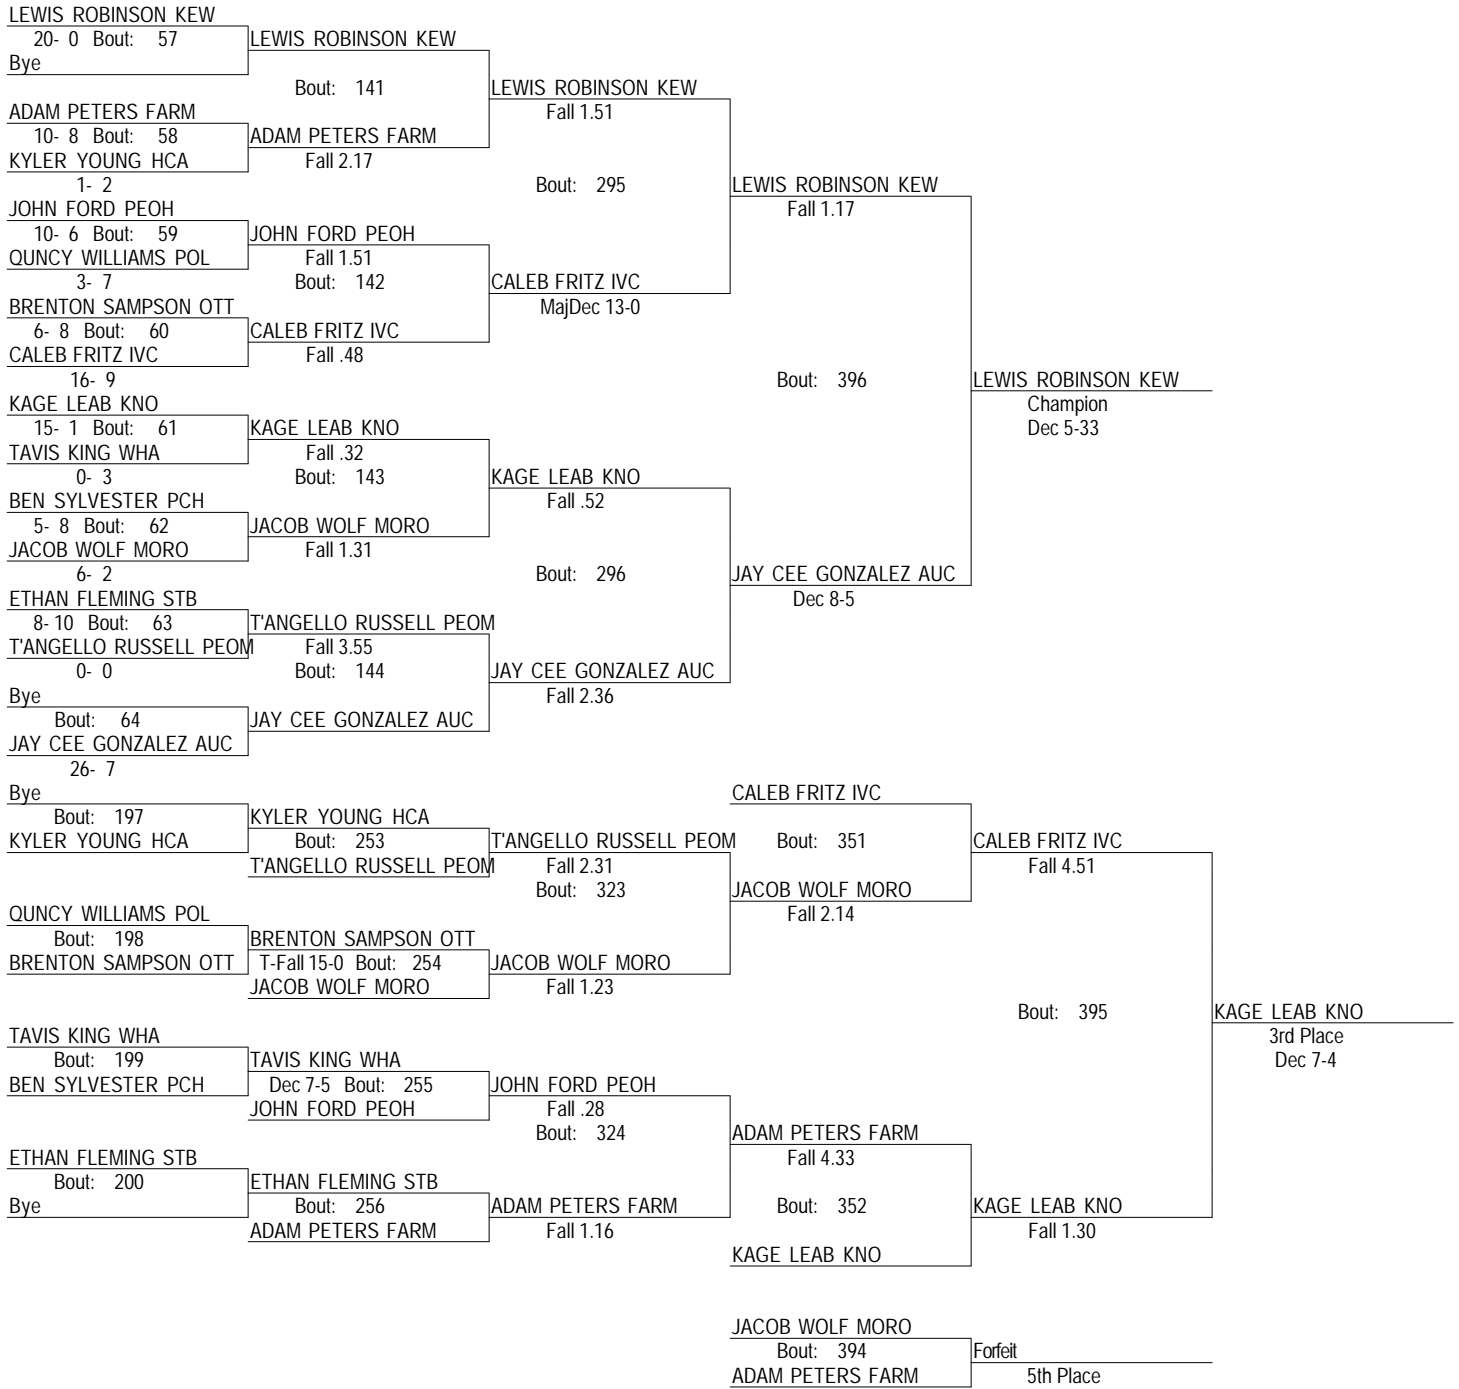 LEWIS ROBINSON KEW
20- 0 Bout: 57
LEWIS ROBINSON KEW
Bye
Bout: 141
LEWIS ROBINSON KEW
ADAM PETERS FARM
Fall 1.51
10- 8 Bout: 58
ADAM PETERS FARM
KYLER YOUNG HCA
Fall 2.17
1- 2
Bout: 295
LEWIS ROBINSON KEW
JOHN FORD PEOH
Fall 1.17
10- 6 Bout: 59
JOHN FORD PEOH
QUNCY WILLIAMS POL
Fall 1.51
3- 7
Bout: 142
CALEB FRITZ IVC
BRENTON SAMPSON OTT
MajDec 13-0
6- 8 Bout: 60
CALEB FRITZ IVC
CALEB FRITZ IVC
Fall .48
16- 9
Bout: 396
LEWIS ROBINSON KEW
KAGE LEAB KNO
Champion
15- 1 Bout: 61
KAGE LEAB KNO
Dec 5-33
TAVIS KING WHA
Fall .32
0- 3
Bout: 143
KAGE LEAB KNO
BEN SYLVESTER PCH
Fall .52
5- 8 Bout: 62
JACOB WOLF MORO
JACOB WOLF MORO
Fall 1.31
6- 2
Bout: 296
JAY CEE GONZALEZ AUC
ETHAN FLEMING STB
Dec 8-5
8- 10 Bout: 63
T'ANGELLO RUSSELL PEOM
T'ANGELLO RUSSELL PEOM
Fall 3.55
0- 0
Bout: 144
JAY CEE GONZALEZ AUC
Bye
Fall 2.36
Bout: 64
JAY CEE GONZALEZ AUC
JAY CEE GONZALEZ AUC
26- 7
Bye
CALEB FRITZ IVC
Bout: 197
KYLER YOUNG HCA
KYLER YOUNG HCA
Bout: 253
T'ANGELLO RUSSELL PEOM
Bout: 351
CALEB FRITZ IVC
T'ANGELLO RUSSELL PEOM
Fall 2.31
Fall 4.51
Bout: 323
JACOB WOLF MORO
QUNCY WILLIAMS POL
Fall 2.14
Bout: 198
BRENTON SAMPSON OTT
BRENTON SAMPSON OTT
T-Fall 15-0 Bout: 254
JACOB WOLF MORO
JACOB WOLF MORO
Fall 1.23
Bout: 395
KAGE LEAB KNO
TAVIS KING WHA
3rd Place
Bout: 199
TAVIS KING WHA
Dec 7-4
BEN SYLVESTER PCH
Dec 7-5 Bout: 255
JOHN FORD PEOH
JOHN FORD PEOH
Fall .28
Bout: 324
ADAM PETERS FARM
ETHAN FLEMING STB
Fall 4.33
Bout: 200
ETHAN FLEMING STB
Bye
Bout: 256
ADAM PETERS FARM
Bout: 352
KAGE LEAB KNO
ADAM PETERS FARM
Fall 1.16
Fall 1.30
KAGE LEAB KNO
JACOB WOLF MORO
Bout: 394
Forfeit
ADAM PETERS FARM
5th Place